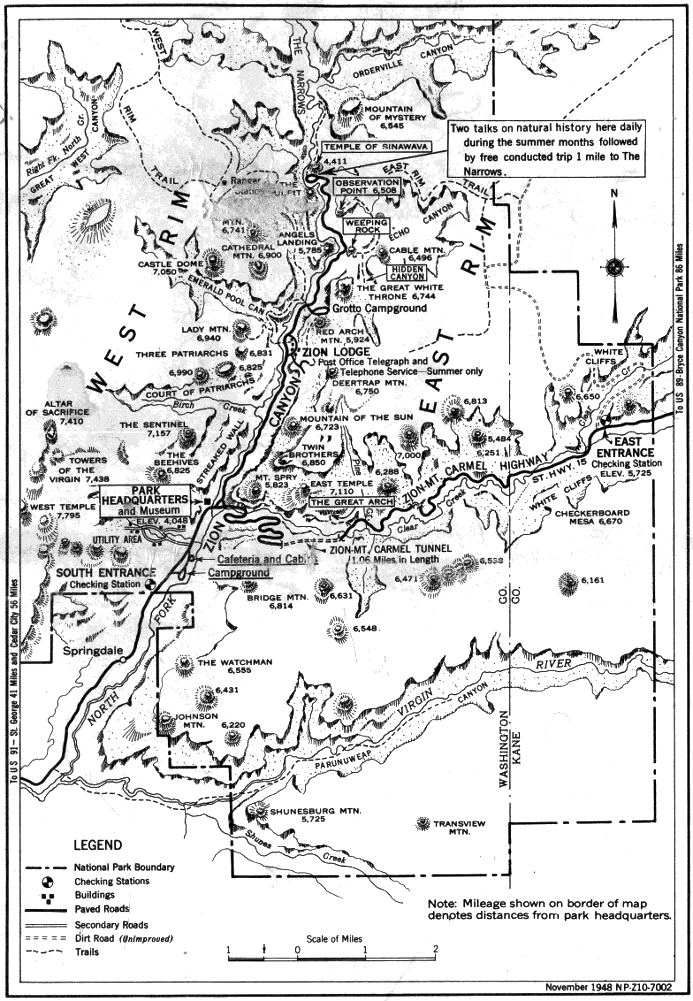 THE NARROWS
WEST
RIM
TRAIL
ORDERVILLE CANYON
MOUNTAIN
OF MYSTERY
6,545
Right Fk. North Cr.
GREAT WEST
CANYON
TEMPLE OF SINAWAVA
4,411
Two talks on natural history here daily
during the summer months followed
by free conducted trip 1 mile to The
Narrows.
EAST RIM
TRAIL
Ranger
THE
OBSERVATION
POINT 6,508
N
WEEPING
ROCK
ECHO CANYON
MTN.
6,741
ANGELS
LANDING
5,785
CATHEDRAL
MTN. 6,900
CABLE MTN.
6,496
CASTLE DOME
7,050
HIDDEN
CANYON
EMERALD POOL CAN
THE GREAT WHITE
THRONE 6,744
Grotto Campground
WEST RIM
EAST RIM
LADY MTN.
6,940
RED ARCH
MTN. 5,924
THREE PATRIARCHS
6,831
6,825
6,990
ZION LODGE
Post Office Telegraph and
Telephone Service—Summer only
WHITE
CLIFFS
COURT OF PATRIARCHS
DEERTRAP MTN.
6,750
Birch Creek
6,650
ALTAR
OF SACRIFICE
7,410
6,813
Clear Cr
MOUNTAIN OF THE SUN
6,723
THE SENTINEL
7,157
STREAKED WALL
ZION CANYON
7,000
5,484
6,251
EAST
ENTRANCE
Checking Station
ELEV. 5,725
THE
BEEHIVES
6,825
TWIN
BROTHERS
6,850
TOWERS
OF THE
VIRGIN 7,438
Pine Cr
6,288
ZION-MT. CARMEL HIGHWAY
ST. HWY. 15
MT. SPRY
5,823
EAST TEMPLE
7,110
PARK
HEADQUARTERS
and Museum
ELEV. 4,048
THE GREAT ARCH
WHITE CLIFFS
WEST TEMPLE
7,795
Clear Creek
CHECKERBOARD
MESA 6,670
UTILITY AREA
ZION-MT. CARMEL TUNNEL
1.06 Miles in Length
Cafeteria and
Campground
SOUTH ENTRANCE
Checking Station
6,471
6,161
BRIDGE MTN.
6,814
6,631
CO.
CO.
6,548
Springdale
NORTH FORK
THE WATCHMAN
6,555
6,431
JOHNSON
MTN.
6,220
VIRGIN RIVER
PARUNUWEAP CANYON
WASHINGTON
KANE
SHUNESBURG MTN.
5,725
Shunes Creek
TRANSVIEW
MTN.
To US 91—St. George 41 Miles and Cedar City 56 Miles
To US 89-Bryce Canyon National Park 86 Miles
LEGEND
National Park Boundary
Checking Stations
Buildings
Paved Roads
Secondary Roads
Dirt Road (Unimproved)
Trails
Scale of Miles
1 0 1 2
Note: Mileage shown on border of map
denotes distances from park headquarters.
November 1948 NP-Z10-7002